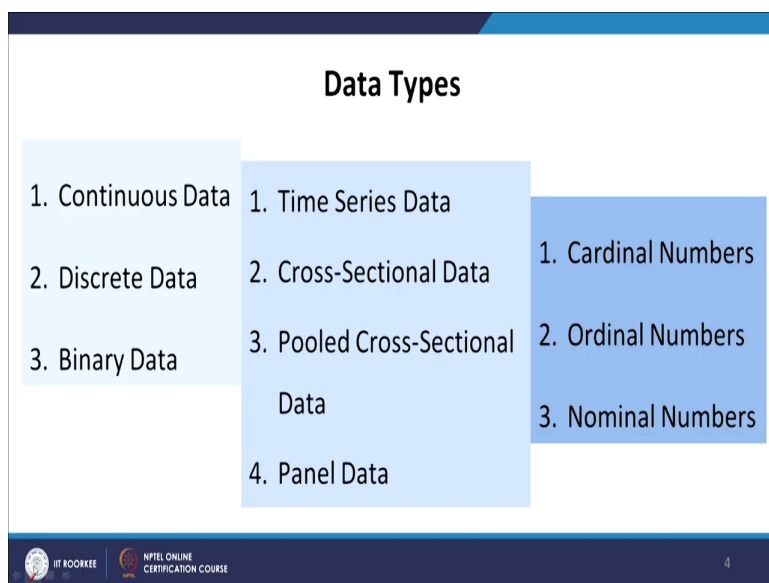 Data Types
1. Continuous Data
2. Discrete Data
3. Binary Data
1. Time Series Data
2. Cross-Sectional Data
3. Pooled Cross-Sectional
Data
4. Panel Data
1. Cardinal Numbers
2. Ordinal Numbers
3. Nominal Numbers
IIT ROORKEE
NPTEL ONLINE
CERTIFICATION COURSE
4